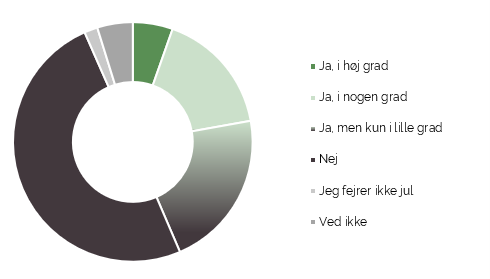 Ja, i høj grad
Ja, i nogen grad
Ja, men kun i lille grad
Nej
Jeg fejrer ikke jul
Ved ikke